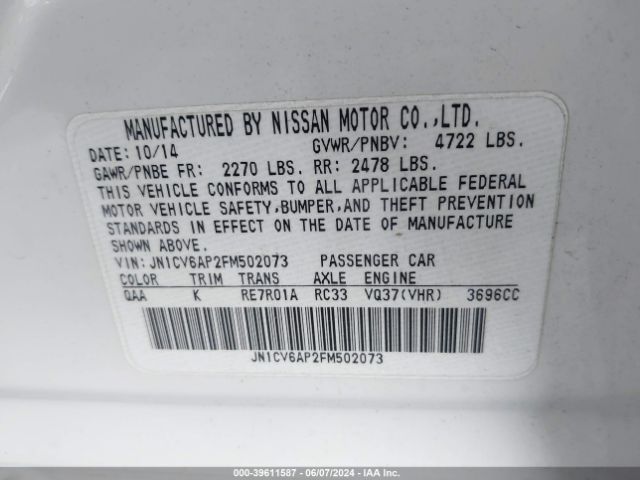 MANUFACTURED BY NISSAN MOTOR CO.,LTD.
DATE: 10/14 GVWR/PNBV: 4722 LBS.
GAWR/PNBE FR: 2270 LBS. RR: 2478 LBS.
THIS VEHICLE CONFORMS TO ALL APPLICABLE FEDERAL
MOTOR VEHICLE SAFETY,BUMPER,AND THEFT PREVENTION
STANDARDS IN EFFECT ON THE DATE OF MANUFACTURE
SHOWN ABOVE.
VIN: JN1CV6AP2FM502073 PASSENGER CAR
COLOR TRIM TRANS AXLE ENGINE
QAA K RE7R01A RC33 VQ37(VHR) 3696CC
JN1CV6AP2FM502073
000-39611587 - 06/07/2024 - IAA Inc.